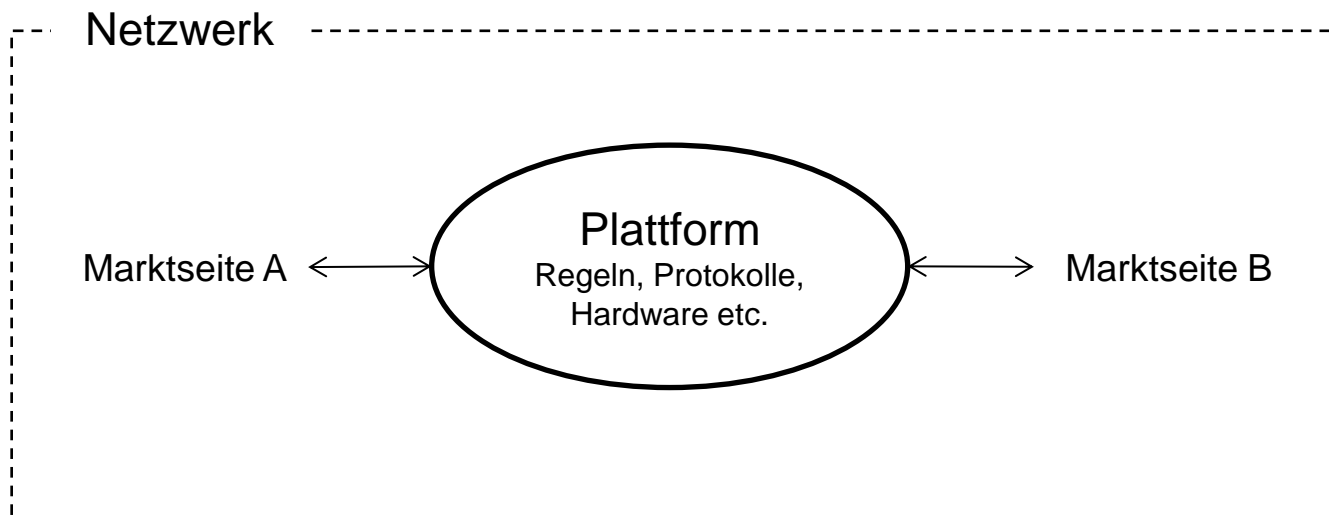 Netzwerk
Plattform
Regeln, Protokolle,
Hardware etc.
Marktseite A
Marktseite B